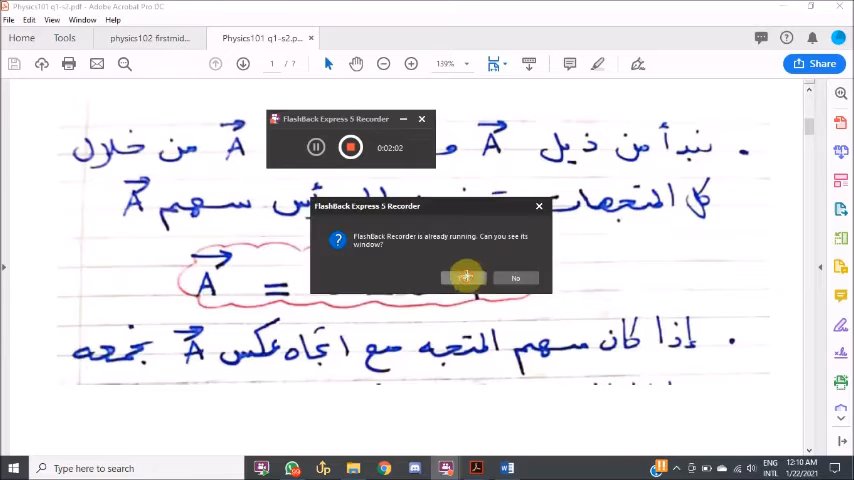 Physics101 q1-s2.pdf - Adobe Acrobat Pro DC
File Edit View Window Help
Home Tools physics102 firstmid... Physics101 q1-s2.p... ×
1 / 7 139% Share
FlashBack Express 5 Recorder
0:02:02
. نبدأ من ذيل A و A من خلال
كل المتجهات رأس سهم A
FlashBack Express 5 Recorder
FlashBack Recorder is already running. Can you see its
window?
No
A =
. إذا كان سهم المتجه مع اتجاه عكس A نجمعه
Type here to search
ENG 12:10 AM
INTL 1/22/2021